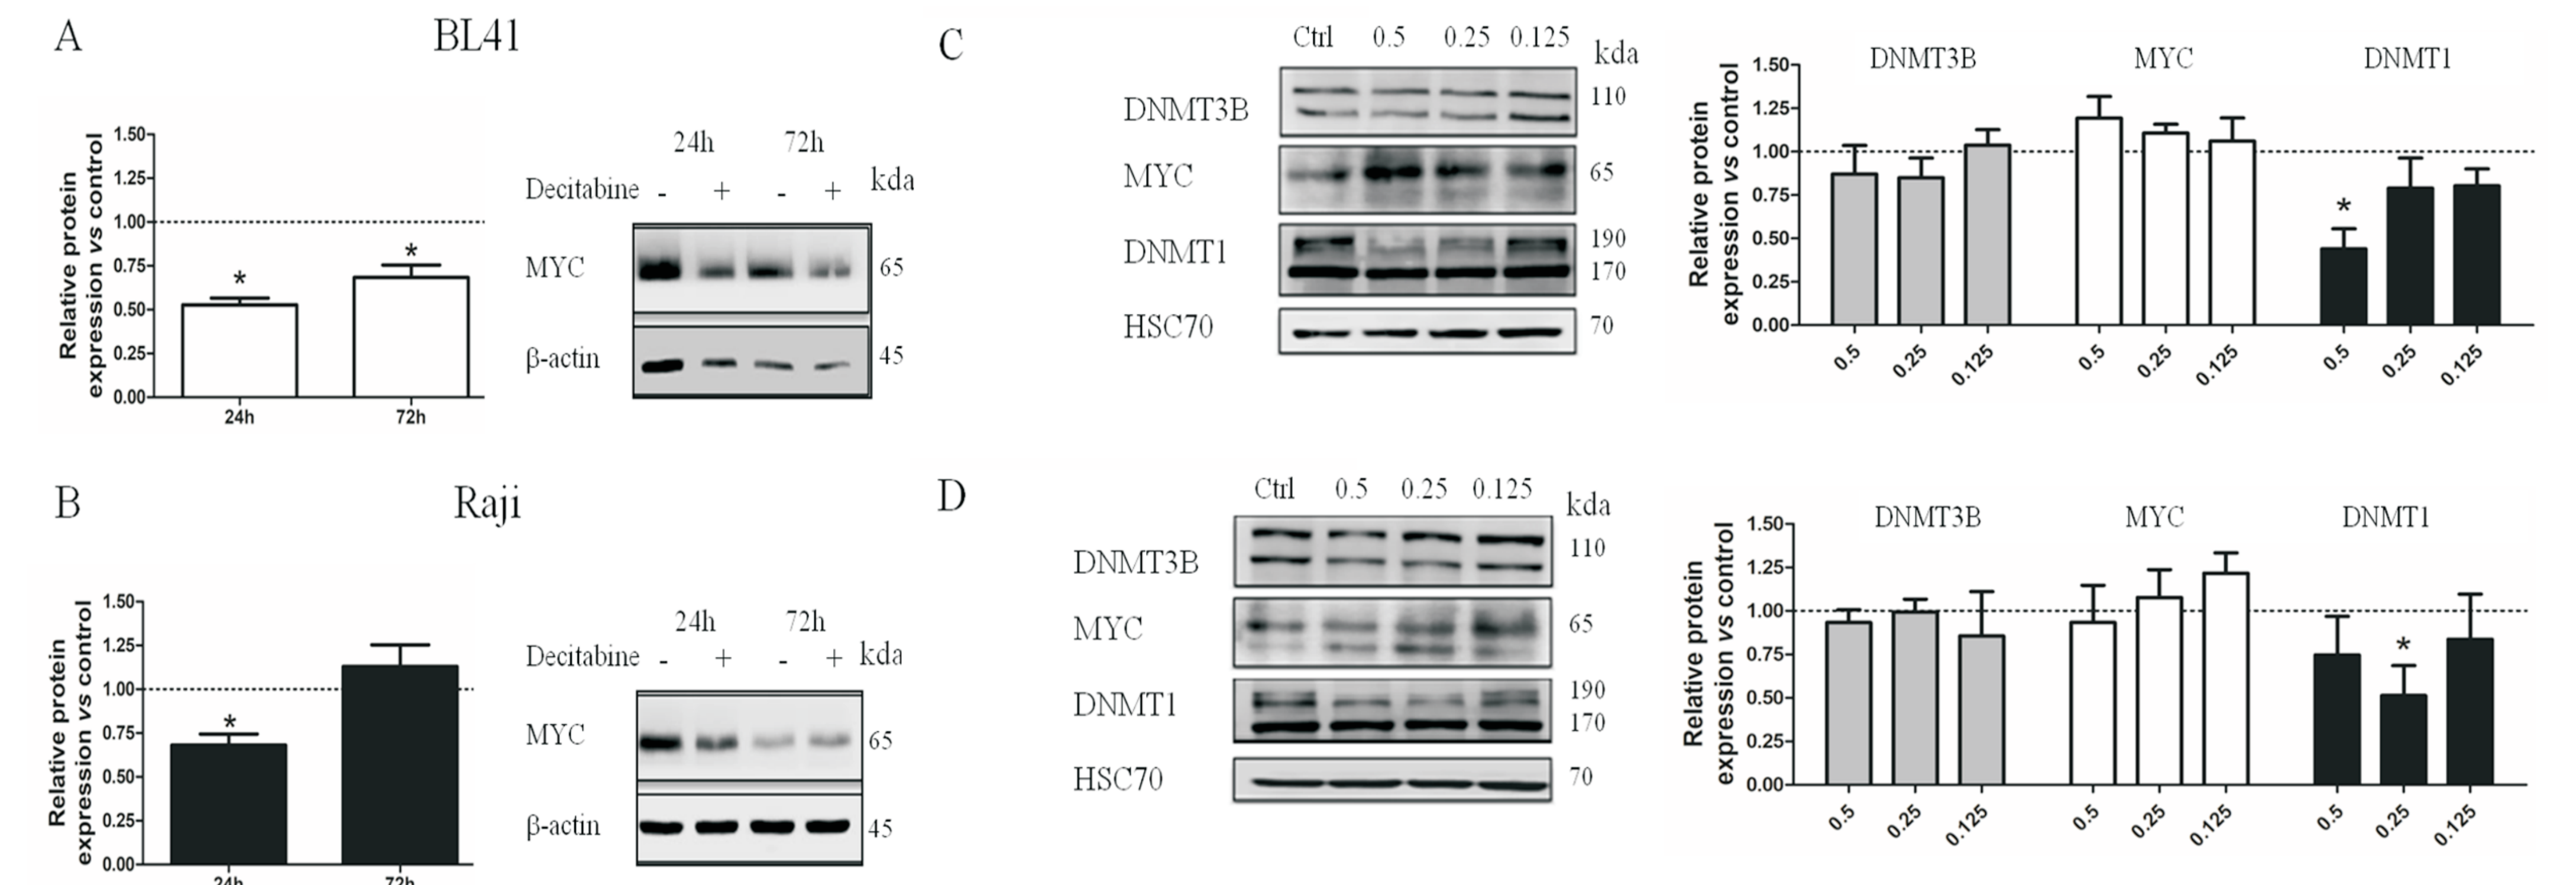 A
BL41
Relative protein
expression vs control
1.50
1.25
1.00
0.75
0.50
0.25
0.00
*
*
24h
72h
24h 72h
Decitabine - + - + kda
MYC 65
β-actin 45
B
Raji
Relative protein
expression vs control
1.50
1.25
1.00
0.75
0.50
0.25
0.00
*
24h
72h
24h 72h
Decitabine - + - + kda
MYC 65
β-actin 45
C
Ctrl 0.5 0.25 0.125 kda
DNMT3B 110
MYC 65
DNMT1 190
170
HSC70 70
Relative protein
expression vs control
DNMT3B MYC DNMT1
1.50
1.25
1.00
0.75
0.50
0.25
0.00
*
0.5 0.25 0.125 0.5 0.25 0.125 0.5 0.25 0.125
D
Ctrl 0.5 0.25 0.125 kda
DNMT3B 110
MYC 65
DNMT1 190
170
HSC70 70
Relative protein
expression vs control
DNMT3B MYC DNMT1
1.50
1.25
1.00
0.75
0.50
0.25
0.00
*
0.5 0.25 0.125 0.5 0.25 0.125 0.5 0.25 0.125